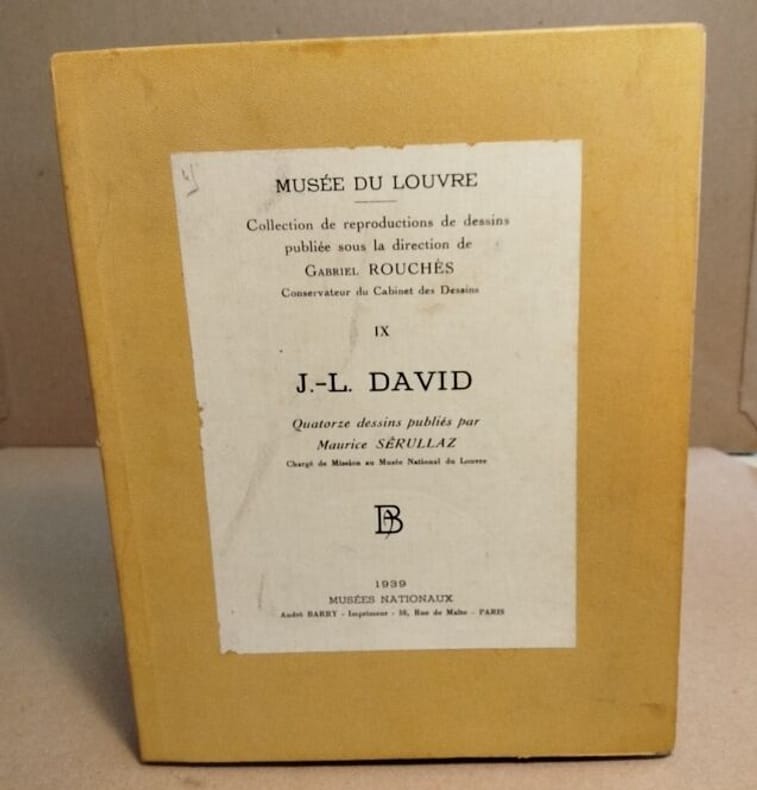 MUSÉE DU LOUVRE
Collection de reproductions de dessins
publiée sous la direction de
GABRIEL ROUCHÈS
Conservateur du Cabinet des Dessins
IX
J.-L. DAVID
Quatorze dessins publiés par
Maurice SÉRULLAZ
Chargé de Mission au Musée National du Louvre
1939
MUSÉES NATIONAUX
André BARRY - Imprimeur - 38, Rue de Malte - PARIS